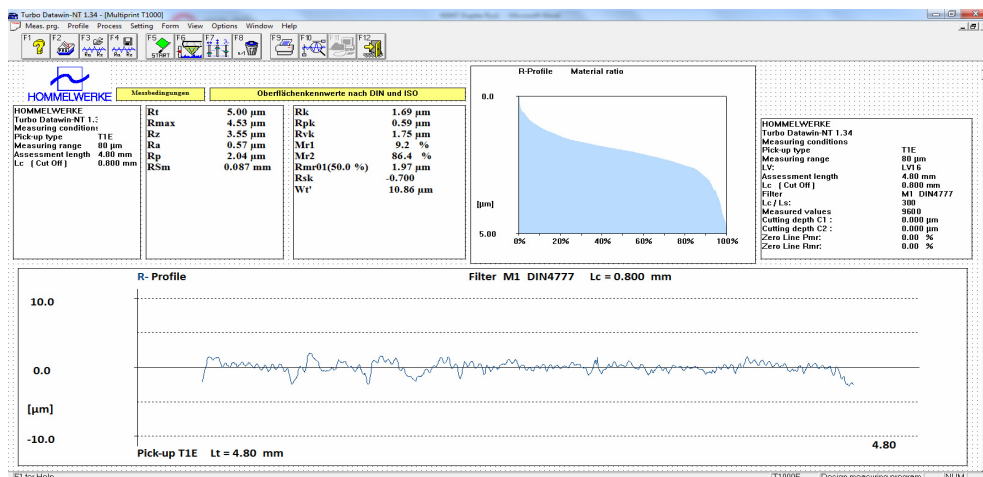 Turbo Datawin-NT 1.34 - [Multiprint T1000]
Meas. prg. Profile Process Setting Form View Options Window Help
F1 F2 F3 F4 F5 F6 F7 F8 F9 F10 F11 F12
START
HOMMELWERKE
Messbedingungen
Oberflächenkennwerte nach DIN und ISO
HOMMELWERKE
Turbo Datawin-NT 1.:
Measuring condition:
Pick-up type T1E
Measuring range 80 µm
Assessment length 4.80 mm
Lc ( Cut Off ) 0.800 mm
Rt 5.00 µm
Rmax 4.53 µm
Rz 3.55 µm
Ra 0.57 µm
Rp 2.04 µm
RSm 0.087 mm
Rk 1.69 µm
Rpk 0.59 µm
Rvk 1.75 µm
Mr1 9.2 %
Mr2 86.4 %
Rmr01(50.0 %) 1.97 µm
Rsk -0.700
Wt' 10.86 µm
R-Profile Material ratio
0.0
[µm]
5.00
0% 20% 40% 60% 80% 100%
HOMMELWERKE
Turbo Datawin-NT 1.34
Measuring conditions
Pick-up type T1E
Measuring range 80 µm
LV: LV1 6
Assessment length 4.80 mm
Lc ( Cut Off ) 0.800 mm
Filter M1 DIN4777
Lc / Ls: 300
Measured values 9600
Cutting depth C1 : 0.000 µm
Cutting depth C2 : 0.000 µm
Zero Line Pmr: 0.00 %
Zero Line Rmr: 0.00 %
R- Profile Filter M1 DIN4777 Lc = 0.800 mm
10.0
0.0
[µm]
-10.0
4.80
Pick-up T1E Lt = 4.80 mm
F1 for Help T1000E Design measuring program NUM